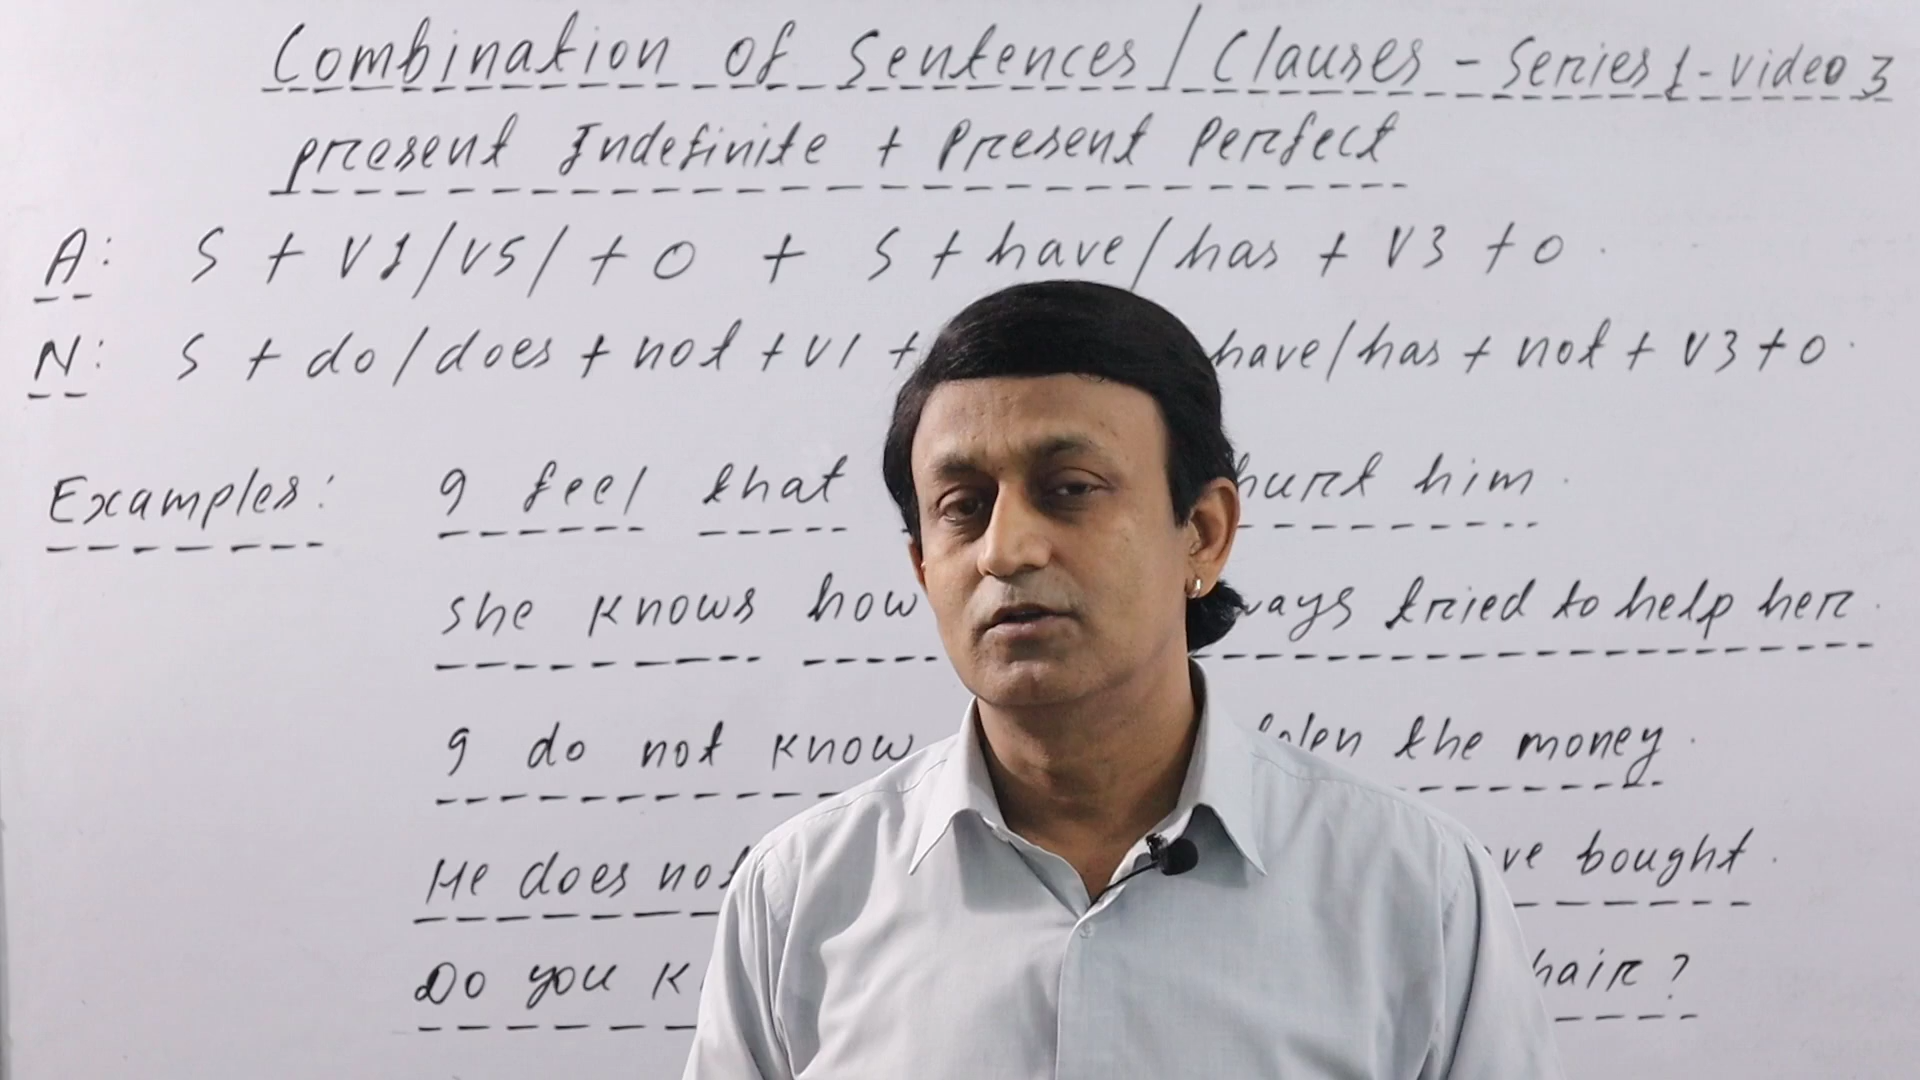 Combination of Sentences / Clauses - Series 1 - video 3
present Indefinite + Present Perfect
A: S + V1/V5/ + O + S + have/has + V3 + O.
N: S + do/does + not + V1 + have/has + not + V3 + O.
Examples: I feel that hurt him.
She knows how tried to help her.
I do not know the money.
He does not bought.
Do you hair?